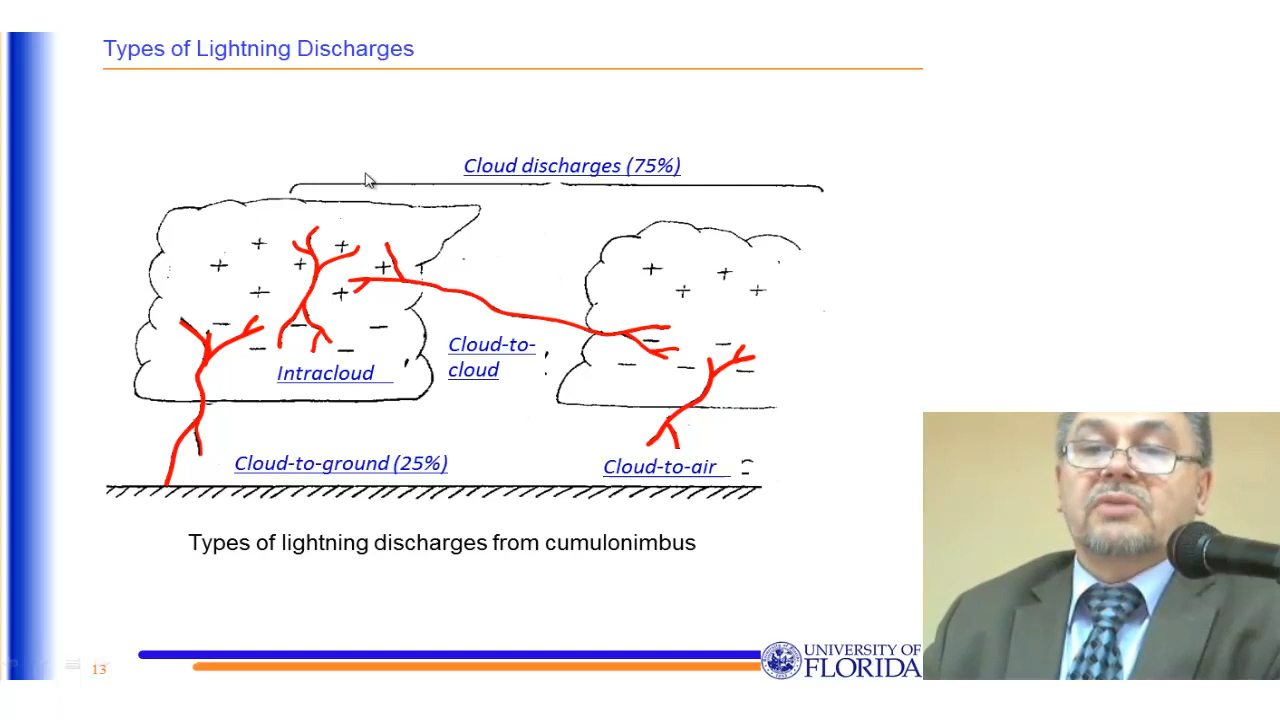 Types of Lightning Discharges
Cloud discharges (75%)
Cloud-to-
cloud
Intracloud
Cloud-to-ground (25%)
Cloud-to-air
Types of lightning discharges from cumulonimbus
13
UNIVERSITY OF
FLORIDA